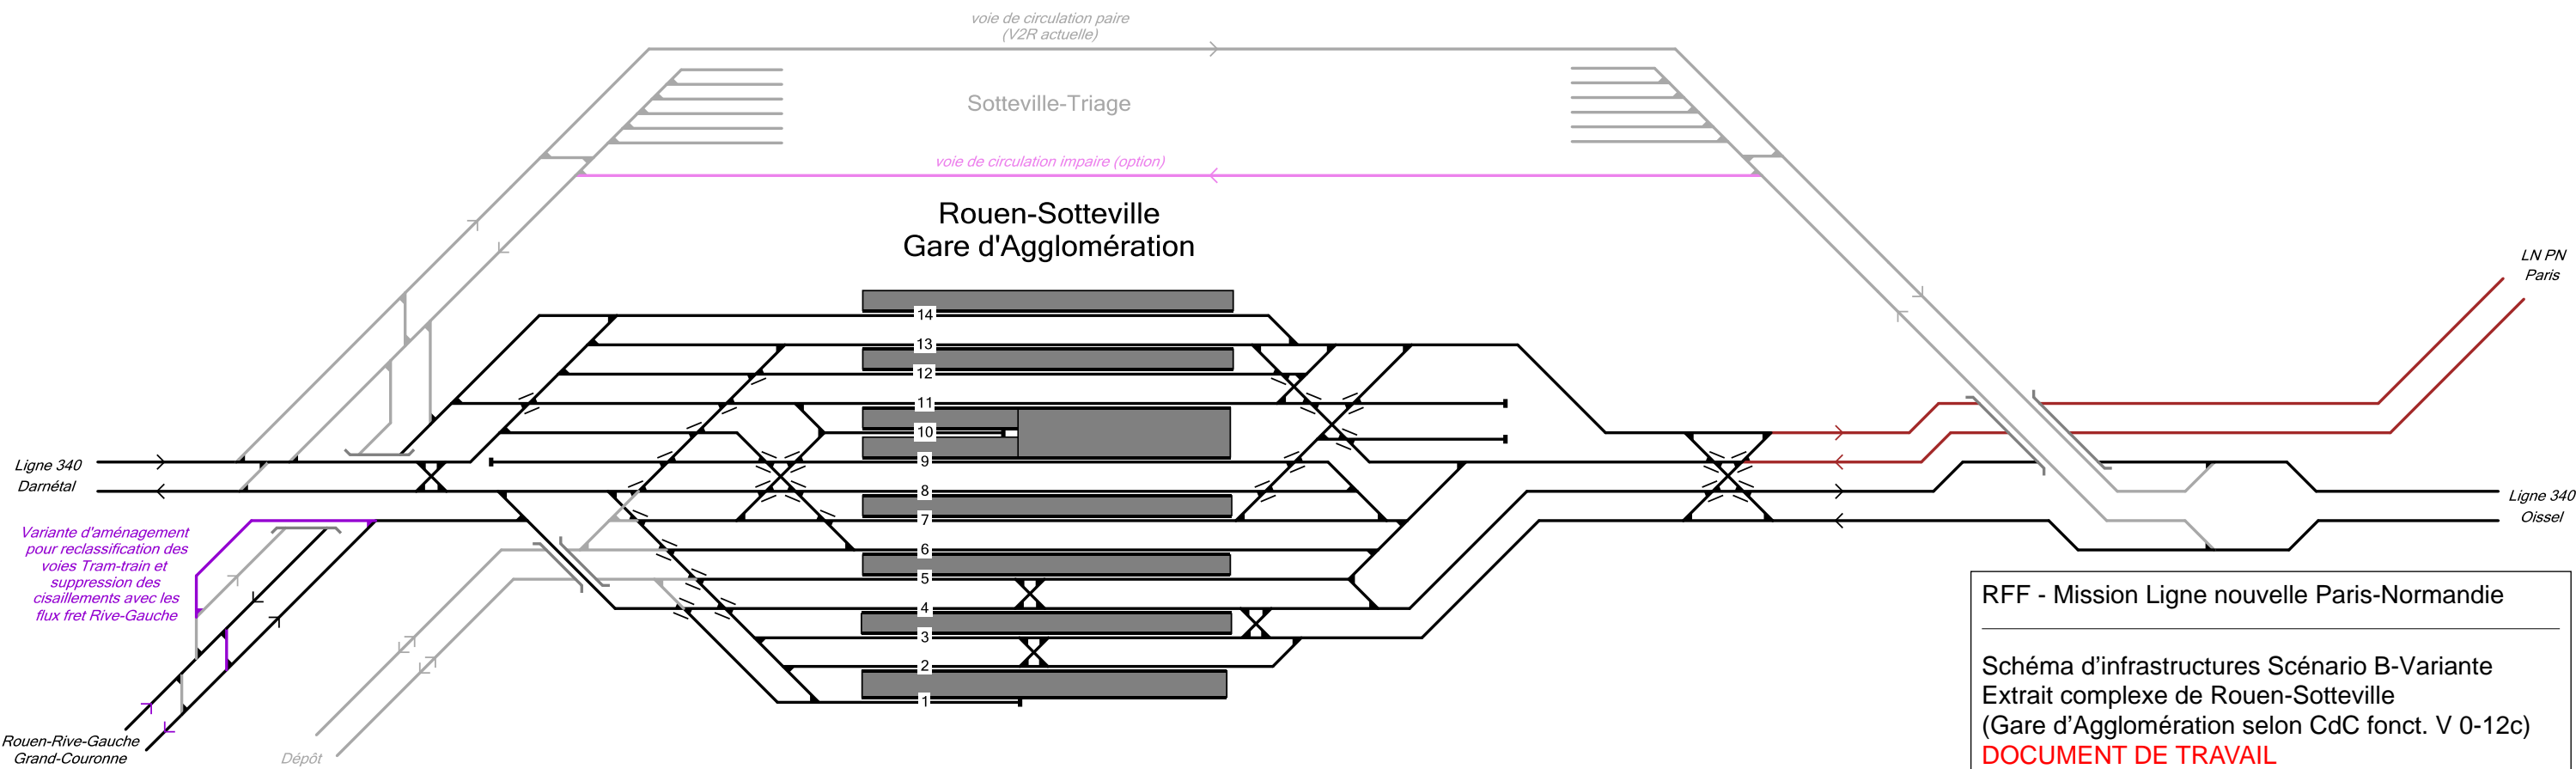 voie de circulation paire
(V2R actuelle)
Sotteville-Triage
voie de circulation impaire (option)
Rouen-Sotteville
Gare d'Agglomération
LN PN
Paris
14
13
12
11
10
9
8
7
6
5
4
3
2
1
Ligne 340
Darnétal
Ligne 340
Oissel
Variante d'aménagement
pour reclassification des
voies Tram-train et
suppression des
cisaillements avec les
flux fret Rive-Gauche
Rouen-Rive-Gauche
Grand-Couronne
Dépôt
RFF - Mission Ligne nouvelle Paris-Normandie
Schéma d’infrastructures Scénario B-Variante
Extrait complexe de Rouen-Sotteville
(Gare d’Agglomération selon CdC fonct. V 0-12c)
DOCUMENT DE TRAVAIL